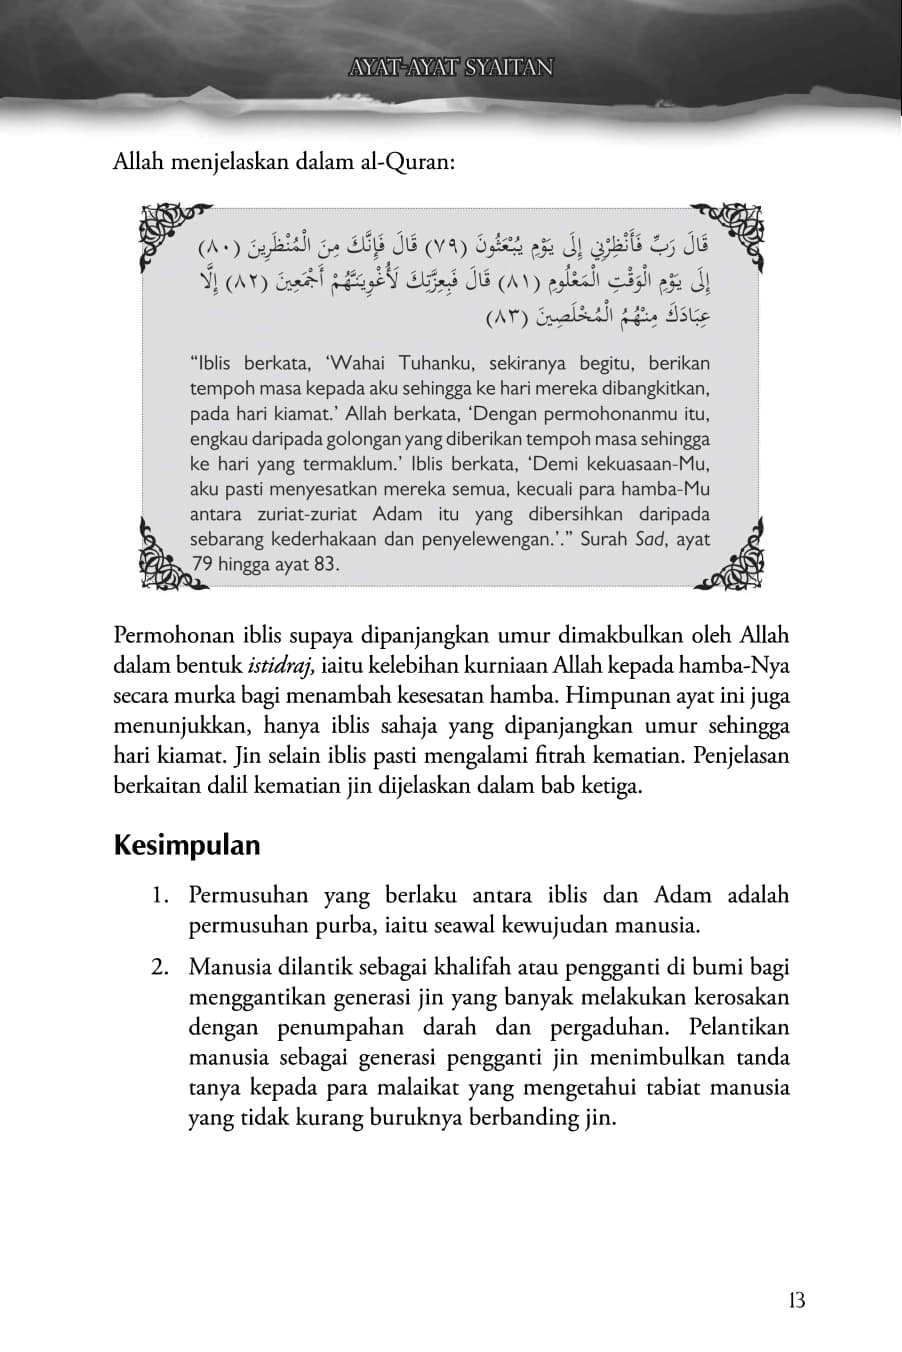 AYAT-AYAT SYAITAN
Allah menjelaskan dalam al-Quran:
قَالَ رَبِّ فَأَنْظِرْنِي إِلَى يَوْمِ يُبْعَثُونَ (٧٩) قَالَ فَإِنَّكَ مِنَ الْمُنْظَرِينَ (٨٠)
إِلَى يَوْمِ الْوَقْتِ الْمَعْلُومِ (٨١) قَالَ فَبِعِزَّتِكَ لَأُغْوِيَنَّهُمْ أَجْمَعِينَ (٨٢) إِلَّا
عِبَادَكَ مِنْهُمُ الْمُخْلَصِينَ (٨٣)
“Iblis berkata, ‘Wahai Tuhanku, sekiranya begitu, berikan
tempoh masa kepada aku sehingga ke hari mereka dibangkitkan,
pada hari kiamat.’ Allah berkata, ‘Dengan permohonanmu itu,
engkau daripada golongan yang diberikan tempoh masa sehingga
ke hari yang termaklum.’ Iblis berkata, ‘Demi kekuasaan-Mu,
aku pasti menyesatkan mereka semua, kecuali para hamba-Mu
antara zuriat-zuriat Adam itu yang dibersihkan daripada
sebarang kederhakaan dan penyelewengan.’.” Surah Sad, ayat
79 hingga ayat 83.
Permohonan iblis supaya dipanjangkan umur dimakbulkan oleh Allah
dalam bentuk istidraj, iaitu kelebihan kurniaan Allah kepada hamba-Nya
secara murka bagi menambah kesesatan hamba. Himpunan ayat ini juga
menunjukkan, hanya iblis sahaja yang dipanjangkan umur sehingga
hari kiamat. Jin selain iblis pasti mengalami fitrah kematian. Penjelasan
berkaitan dalil kematian jin dijelaskan dalam bab ketiga.
Kesimpulan
1. Permusuhan yang berlaku antara iblis dan Adam adalah
permusuhan purba, iaitu seawal kewujudan manusia.
2. Manusia dilantik sebagai khalifah atau pengganti di bumi bagi
menggantikan generasi jin yang banyak melakukan kerosakan
dengan penumpahan darah dan pergaduhan. Pelantikan
manusia sebagai generasi pengganti jin menimbulkan tanda
tanya kepada para malaikat yang mengetahui tabiat manusia
yang tidak kurang buruknya berbanding jin.
13